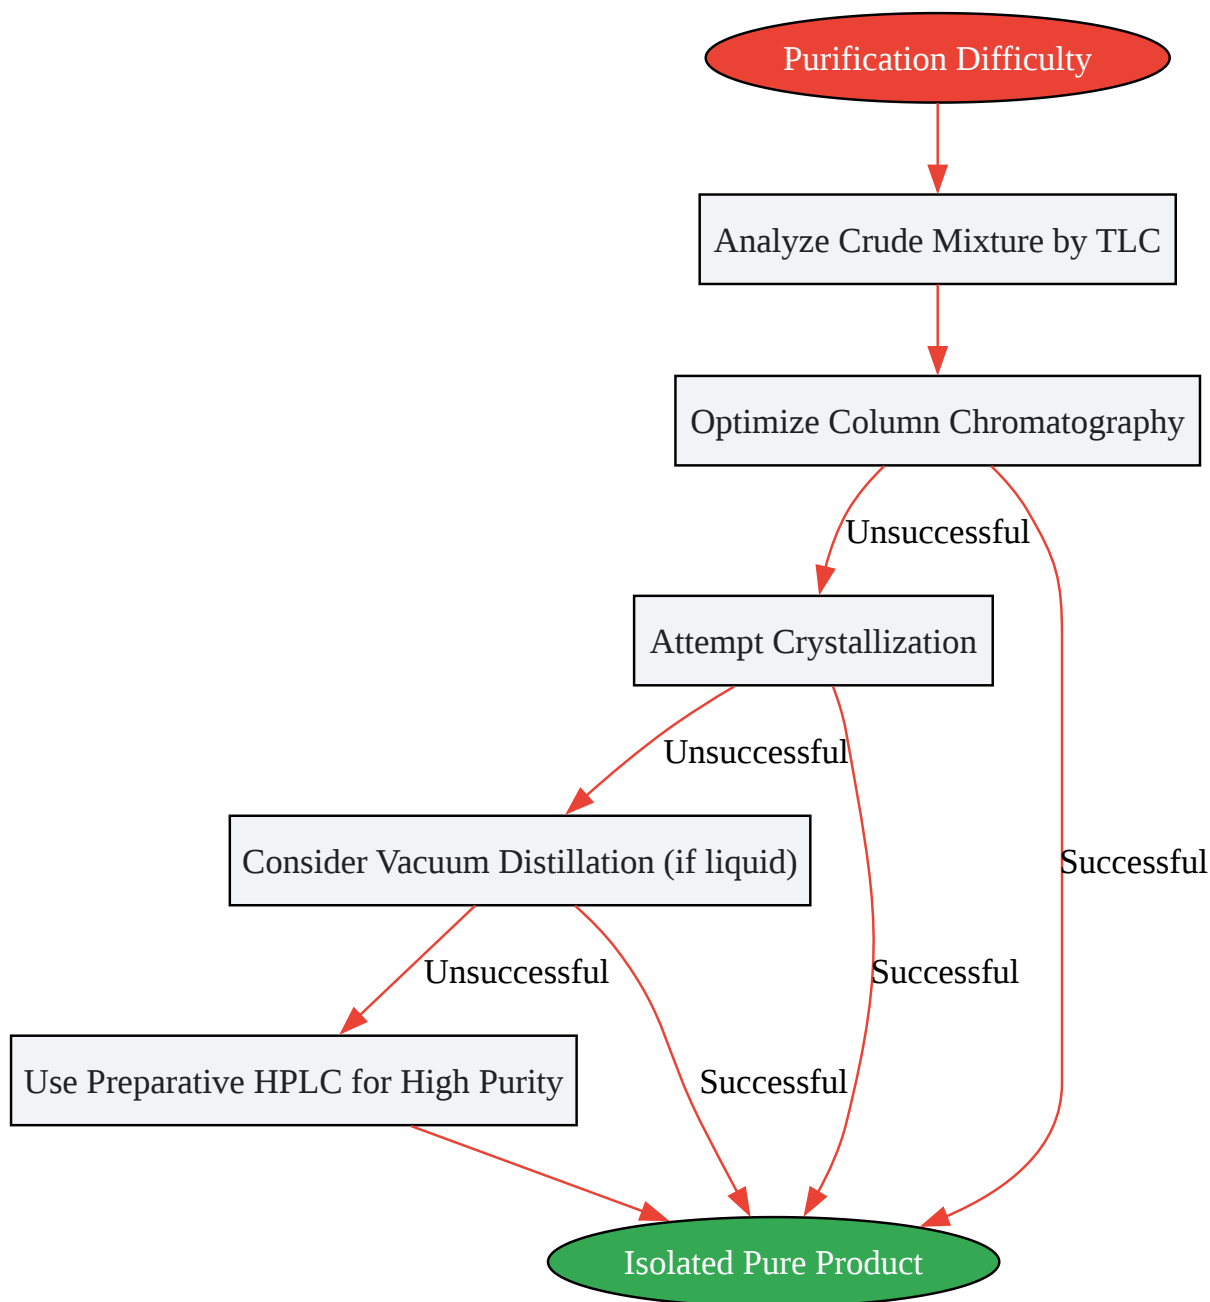 Purification Difficulty
Analyze Crude Mixture by TLC
Optimize Column Chromatography
Unsuccessful
Attempt Crystallization
Unsuccessful
Consider Vacuum Distillation (if liquid)
Successful
Unsuccessful
Successful
Use Preparative HPLC for High Purity
Successful
Isolated Pure Product